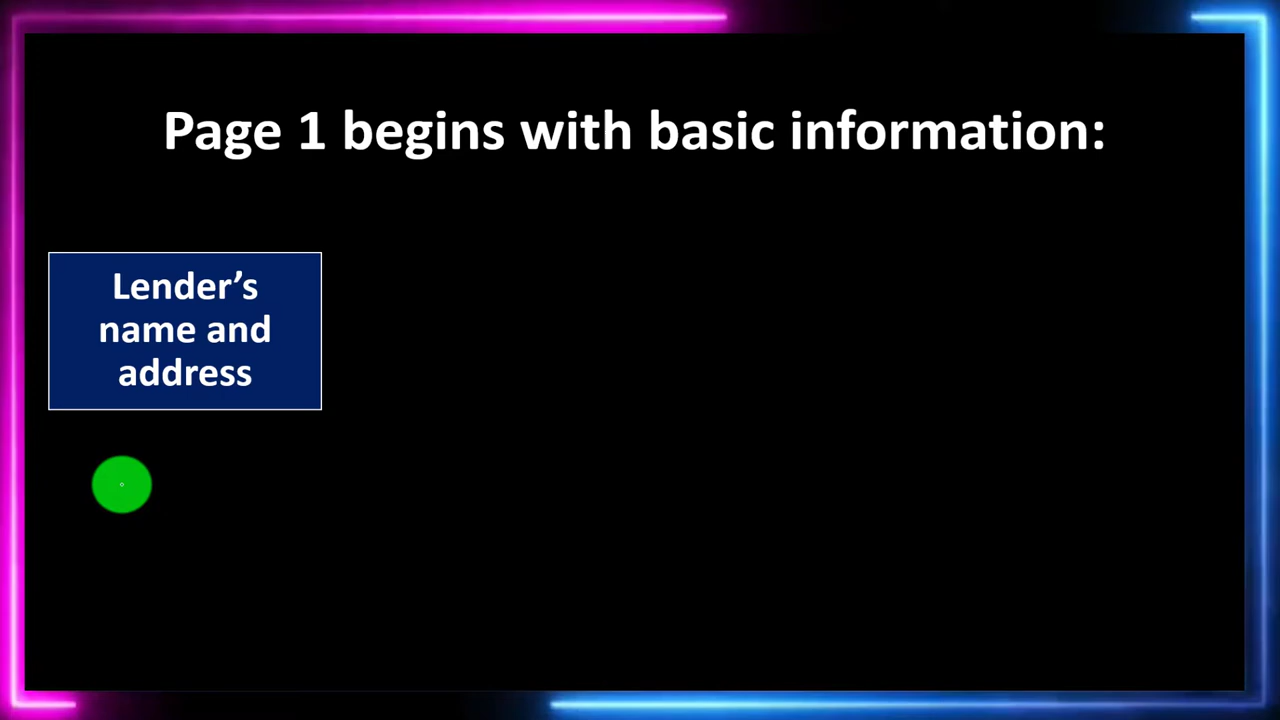 Page 1 begins with basic information:
Lender’s
name and
address